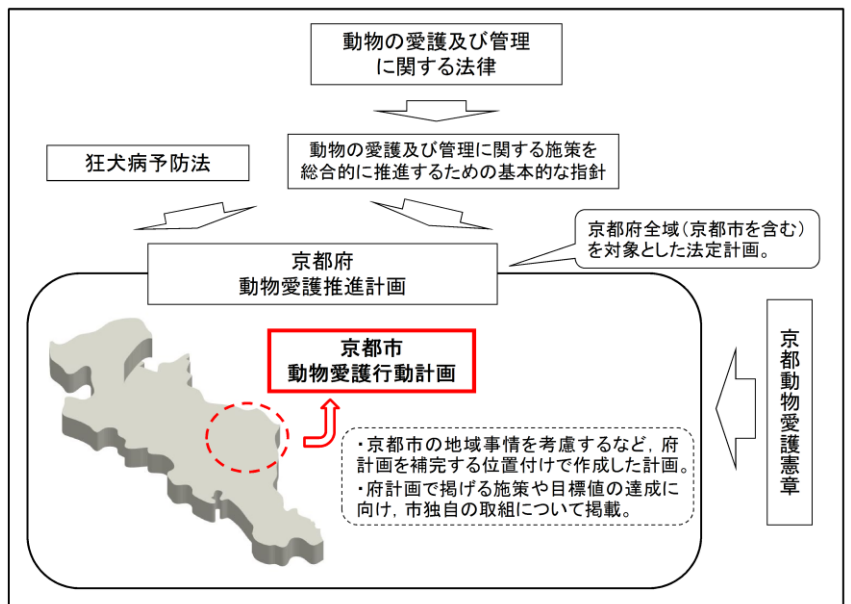 動物の愛護及び管理
に関する法律
動物の愛護及び管理に関する施策を
総合的に推進するための基本的な指針
狂犬病予防法
京都府全域（京都市を含む）
を対象とした法定計画。
京都府
動物愛護推進計画
京都市
動物愛護行動計画
・京都市の地域事情を考慮するなど，府
計画を補完する位置付けで作成した計画。
・府計画で掲げる施策や目標値の達成に
向け，市独自の取組について掲載。
京都動物愛護憲章